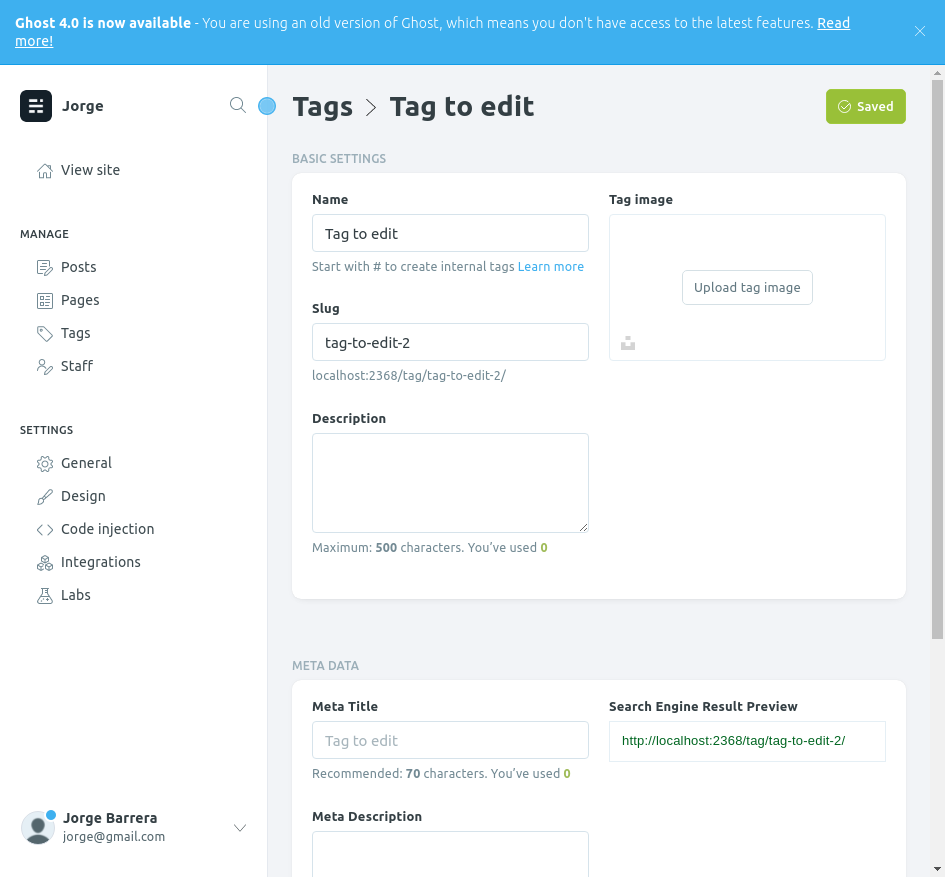 Ghost 4.0 is now available - You are using an old version of Ghost, which means you don't have access to the latest features. Read
more!
Jorge
View site
MANAGE
Posts
Pages
Tags
Staff
SETTINGS
General
Design
Code injection
Integrations
Labs
Jorge Barrera
jorge@gmail.com
Tags > Tag to edit
Saved
BASIC SETTINGS
Name
Tag to edit
Start with # to create internal tags Learn more
Slug
tag-to-edit-2
localhost:2368/tag/tag-to-edit-2/
Description
Maximum: 500 characters. You’ve used 0
Tag image
Upload tag image
META DATA
Meta Title
Tag to edit
Recommended: 70 characters. You’ve used 0
Meta Description
Search Engine Result Preview
http://localhost:2368/tag/tag-to-edit-2/